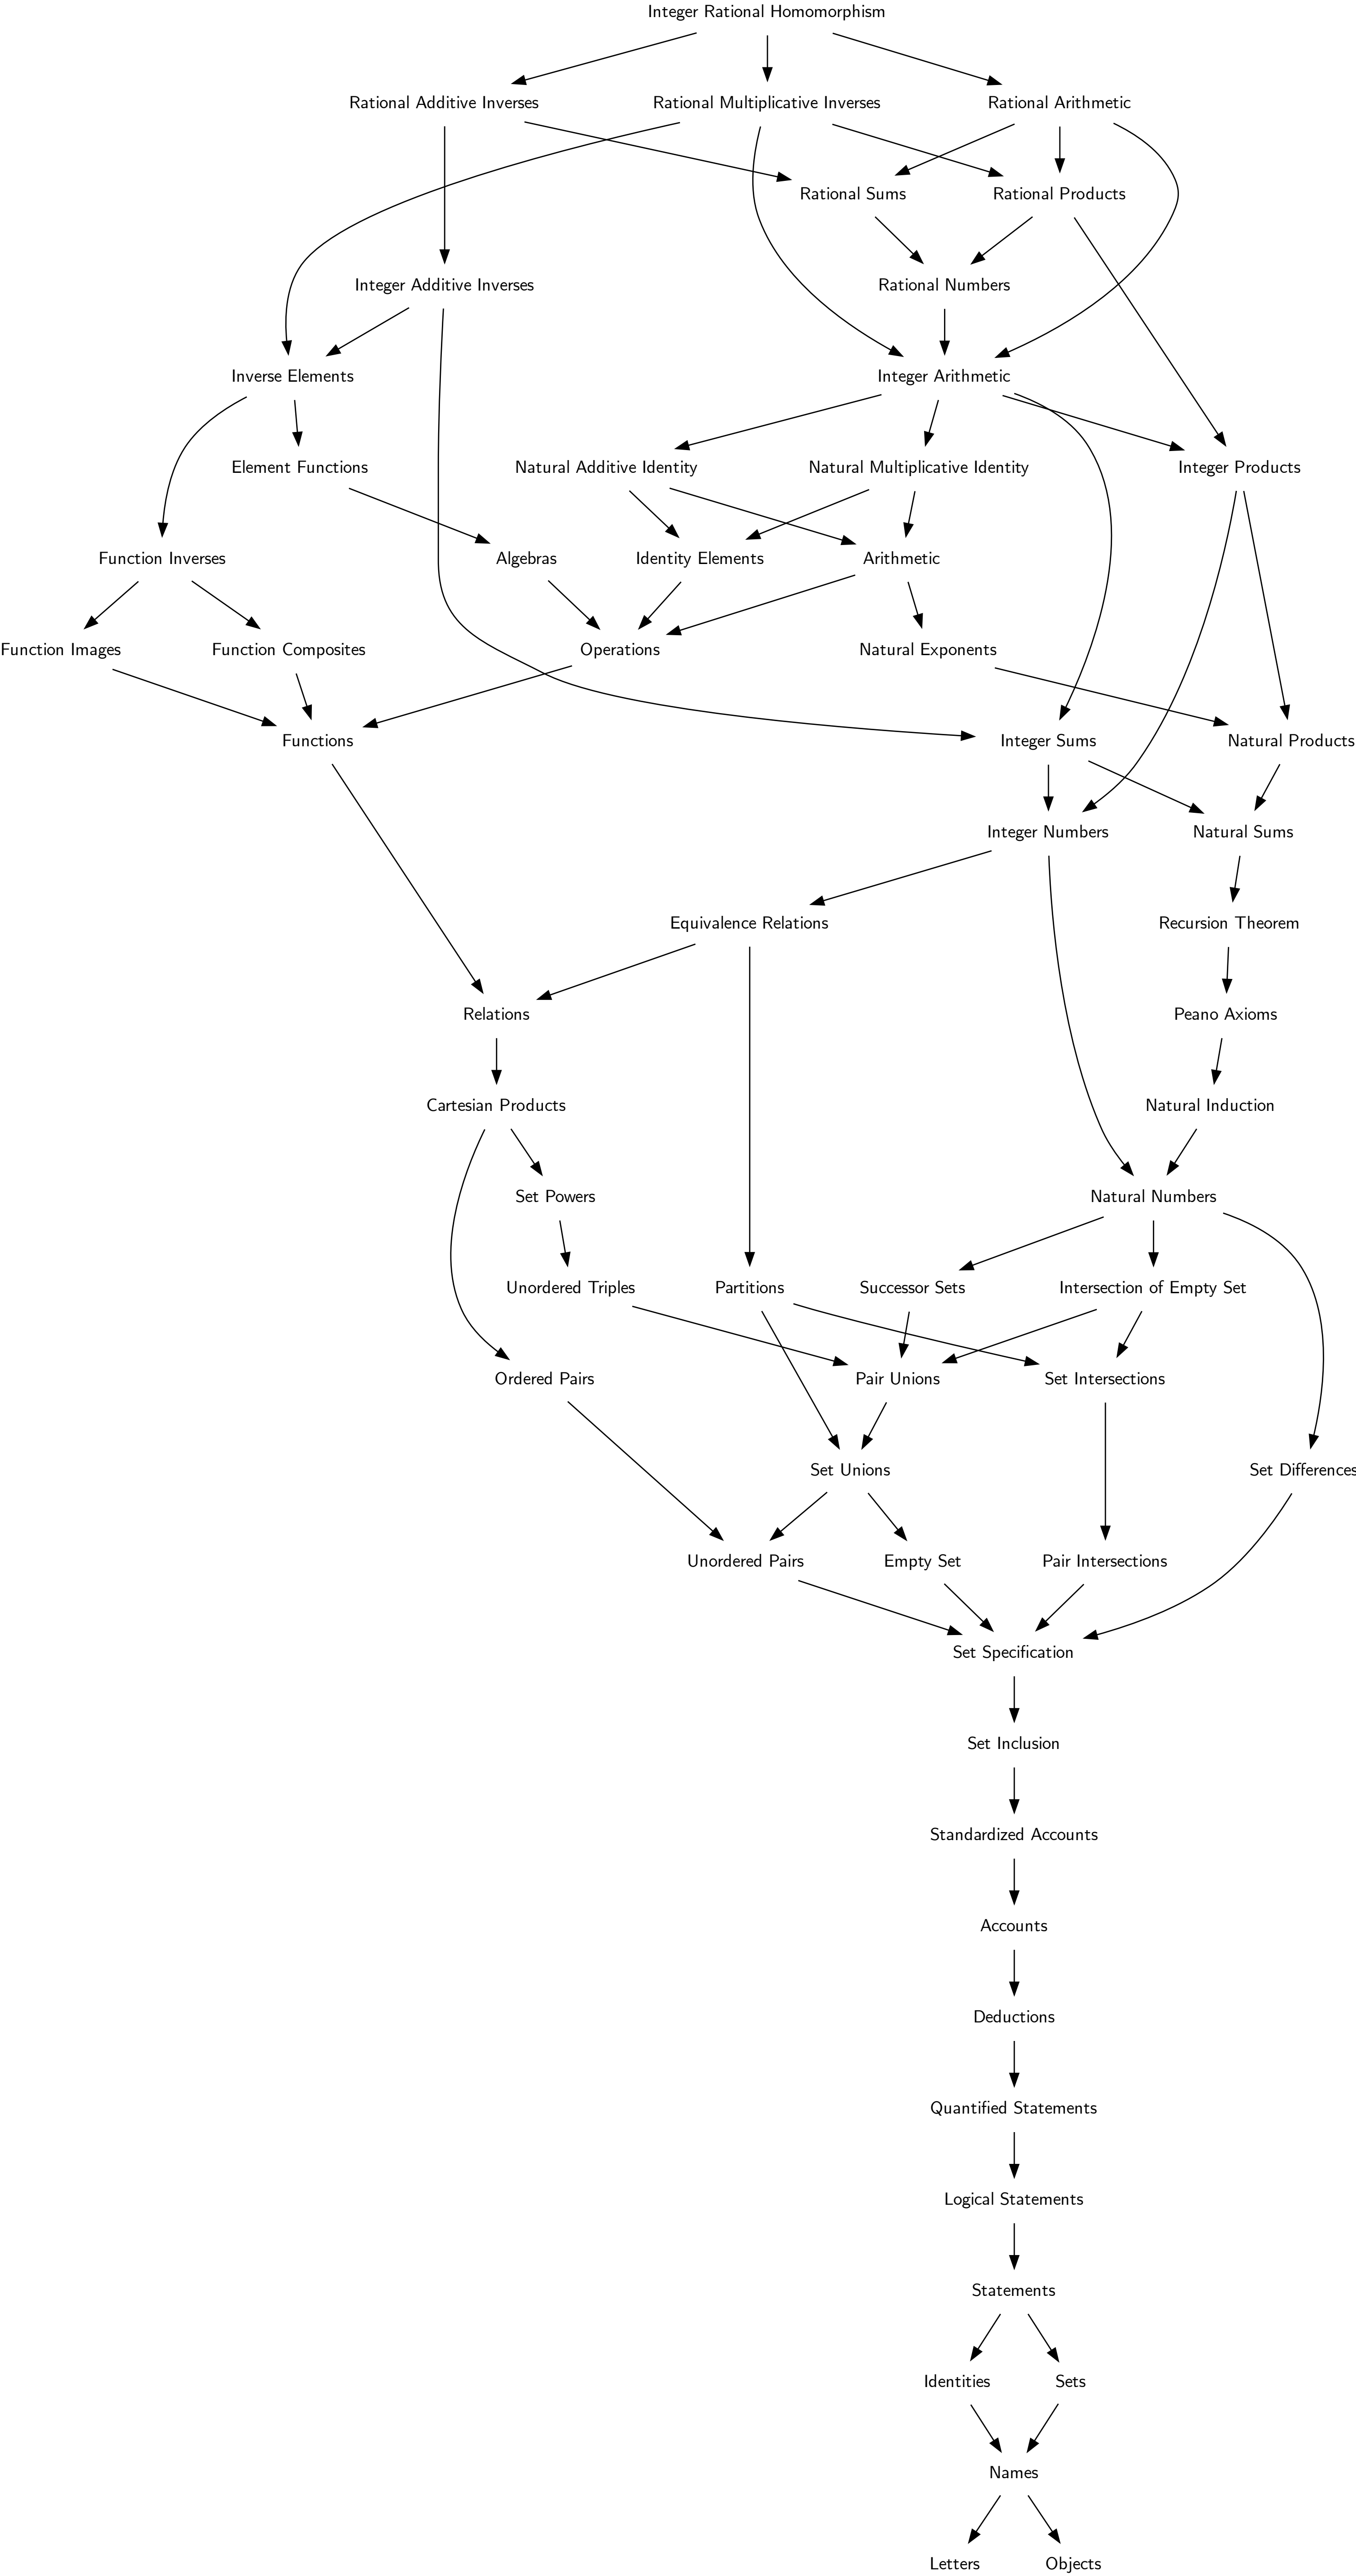 Integer Rational Homomorphism
Rational Additive Inverses
Rational Multiplicative Inverses
Rational Arithmetic
Rational Sums
Rational Products
Integer Additive Inverses
Rational Numbers
Inverse Elements
Integer Arithmetic
Element Functions
Natural Additive Identity
Natural Multiplicative Identity
Integer Products
Function Inverses
Algebras
Identity Elements
Arithmetic
Function Images
Function Composites
Operations
Natural Exponents
Functions
Integer Sums
Natural Products
Integer Numbers
Natural Sums
Equivalence Relations
Recursion Theorem
Relations
Peano Axioms
Cartesian Products
Natural Induction
Set Powers
Natural Numbers
Unordered Triples
Partitions
Successor Sets
Intersection of Empty Set
Ordered Pairs
Pair Unions
Set Intersections
Set Unions
Set Differences
Unordered Pairs
Empty Set
Pair Intersections
Set Specification
Set Inclusion
Standardized Accounts
Accounts
Deductions
Quantified Statements
Logical Statements
Statements
Identities
Sets
Names
Letters
Objects